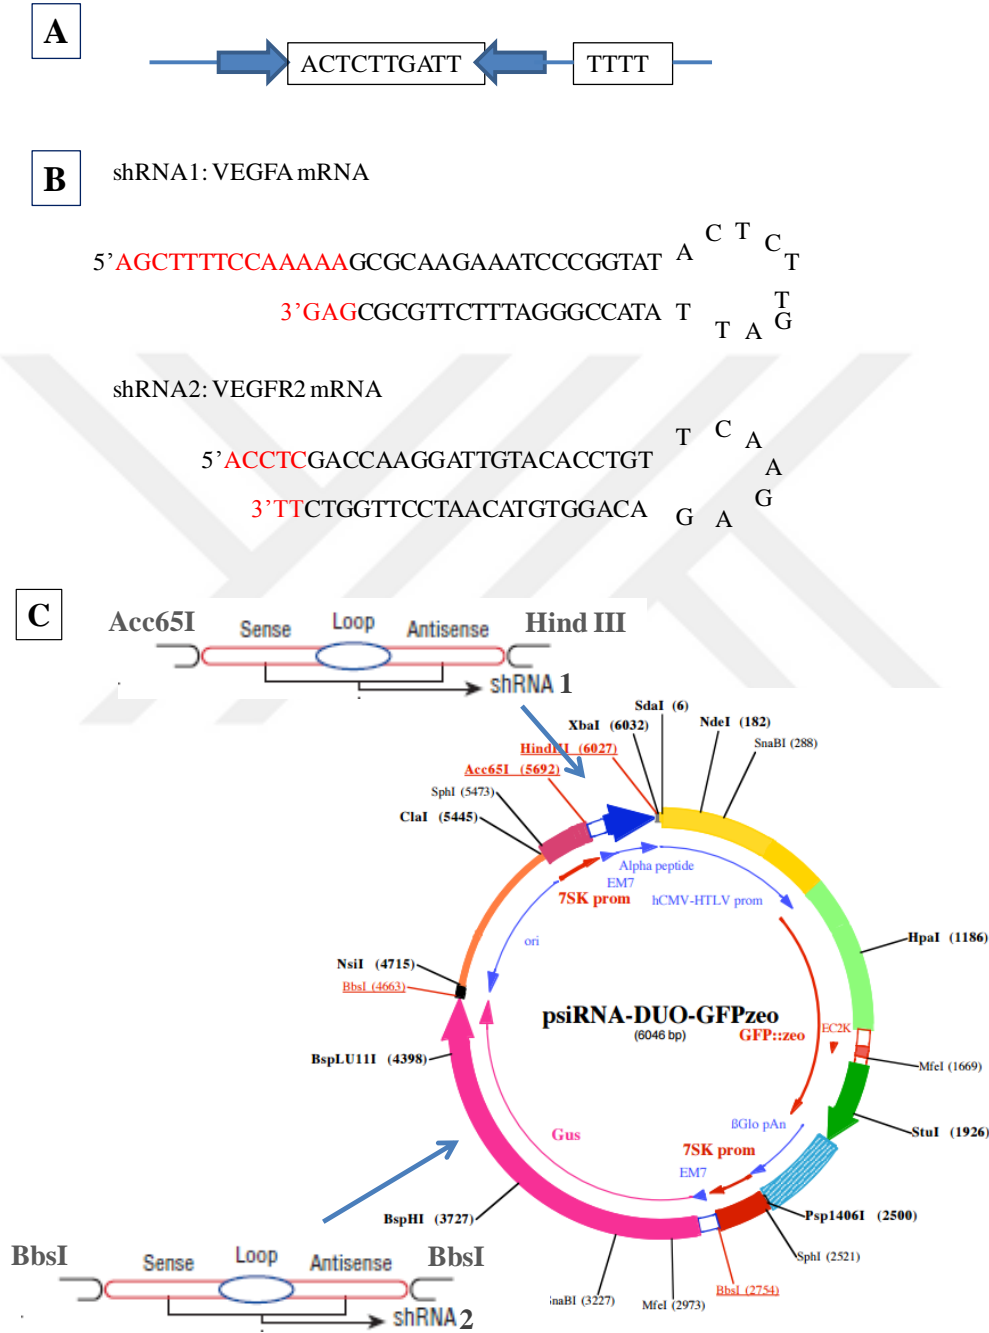 A
ACTCTTGATT
TTTT
B
shRNA1: VEGFA mRNA
5’AGCTTTTCCAAAAAGCGCAAGAAATCCCGGTAT A C T C T
3’GAGCGCGTTCTTTAGGGCCATA T T A G T
shRNA2: VEGFR2 mRNA
5’ACCTCGACCAAGGATTGTACACCTGT T C A A
3’TTCTGGTTCCTAACATGTGGACA G A G
C
Acc65I
Sense
Loop
Antisense
Hind III
shRNA 1
SdaI (6)
XbaI (6032)
NdeI (182)
HindIII (6027)
SnaBI (288)
Acc65I (5692)
SphI (5473)
ClaI (5445)
Alpha peptide
EM7
7SK prom
hCMV-HTLV prom
ori
HpaI (1186)
NsiI (4715)
BbsI (4663)
psiRNA-DUO-GFPzeo
(6046 bp)
GFP::zeo
EC2K
BspLU11I (4398)
MfeI (1669)
ßGlo pAn
StuI (1926)
Gus
7SK prom
EM7
BspHI (3727)
Psp1406I (2500)
SphI (2521)
BbsI (2754)
SnaBI (3227)
MfeI (2973)
BbsI
Sense
Loop
Antisense
BbsI
shRNA 2